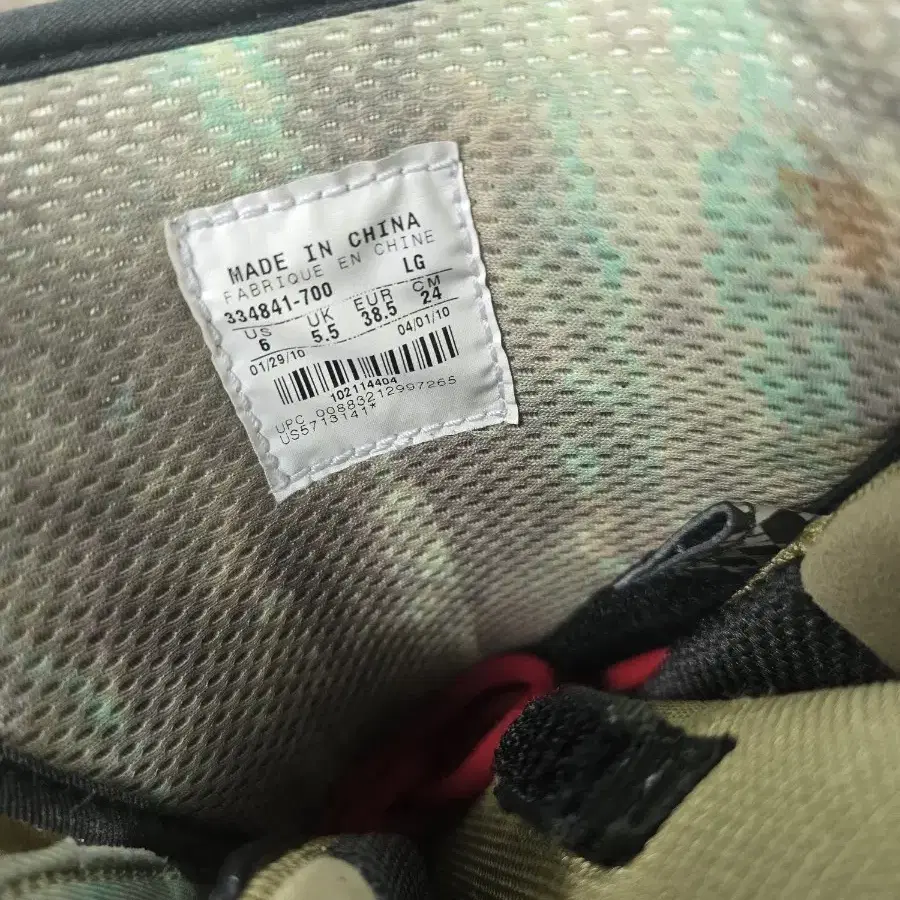 MADE IN CHINA
FABRIQUE EN CHINE
334841-700 LG
US UK EUR CM
6 5.5 38.5 24
01/29/10 04/01/10
102114404
UPC 00883212997265
US5713141*